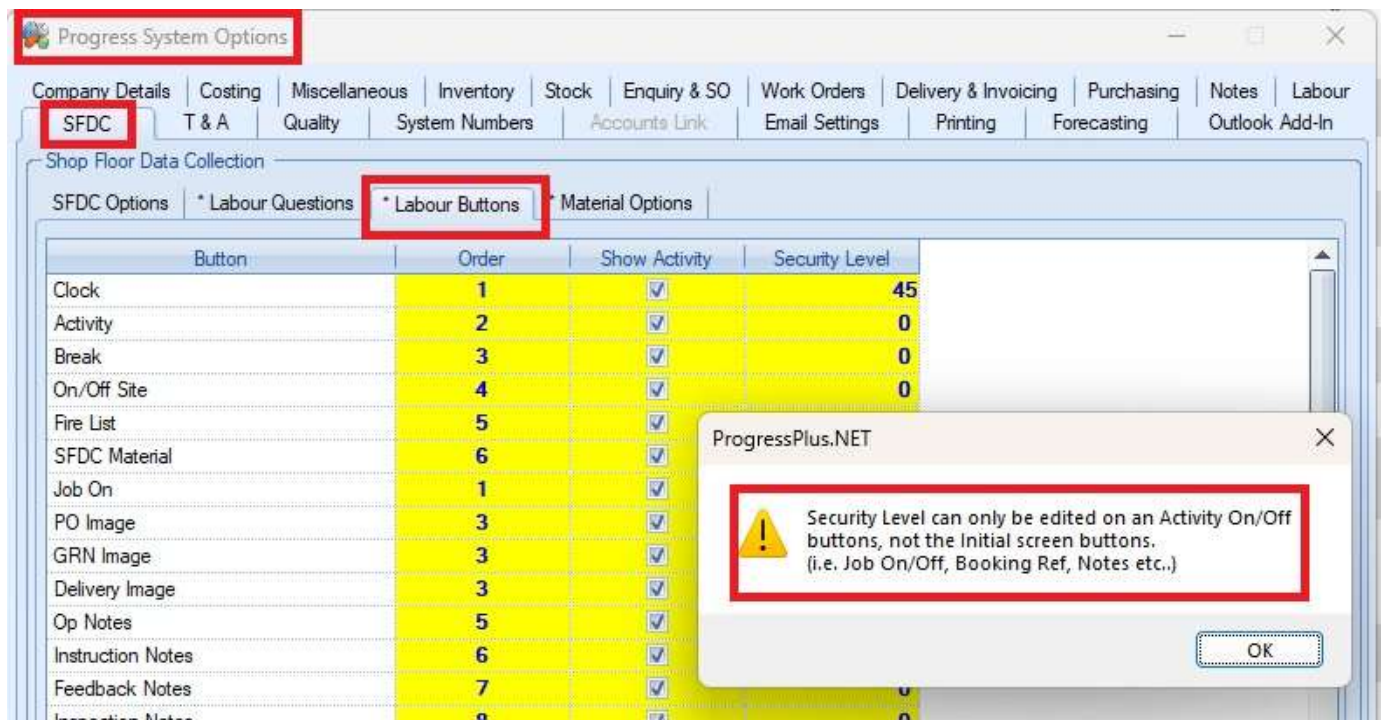 Progress System Options
Company Details Costing Miscellaneous Inventory Stock Enquiry & SO Work Orders Delivery & Invoicing Purchasing Notes Labour
SFDC T & A Quality System Numbers Accounts Link Email Settings Printing Forecasting Outlook Add-In
Shop Floor Data Collection
SFDC Options * Labour Questions * Labour Buttons * Material Options
Button Order Show Activity Security Level
Clock 1 45
Activity 2 0
Break 3 0
On/Off Site 4 0
Fire List 5
SFDC Material 6
Job On 1
PO Image 3
GRN Image 3
Delivery Image 3
Op Notes 5
Instruction Notes 6
Feedback Notes 7 0
Inspection Notes 8 0
ProgressPlus.NET
Security Level can only be edited on an Activity On/Off
buttons, not the Initial screen buttons.
(i.e. Job On/Off, Booking Ref, Notes etc..)
OK